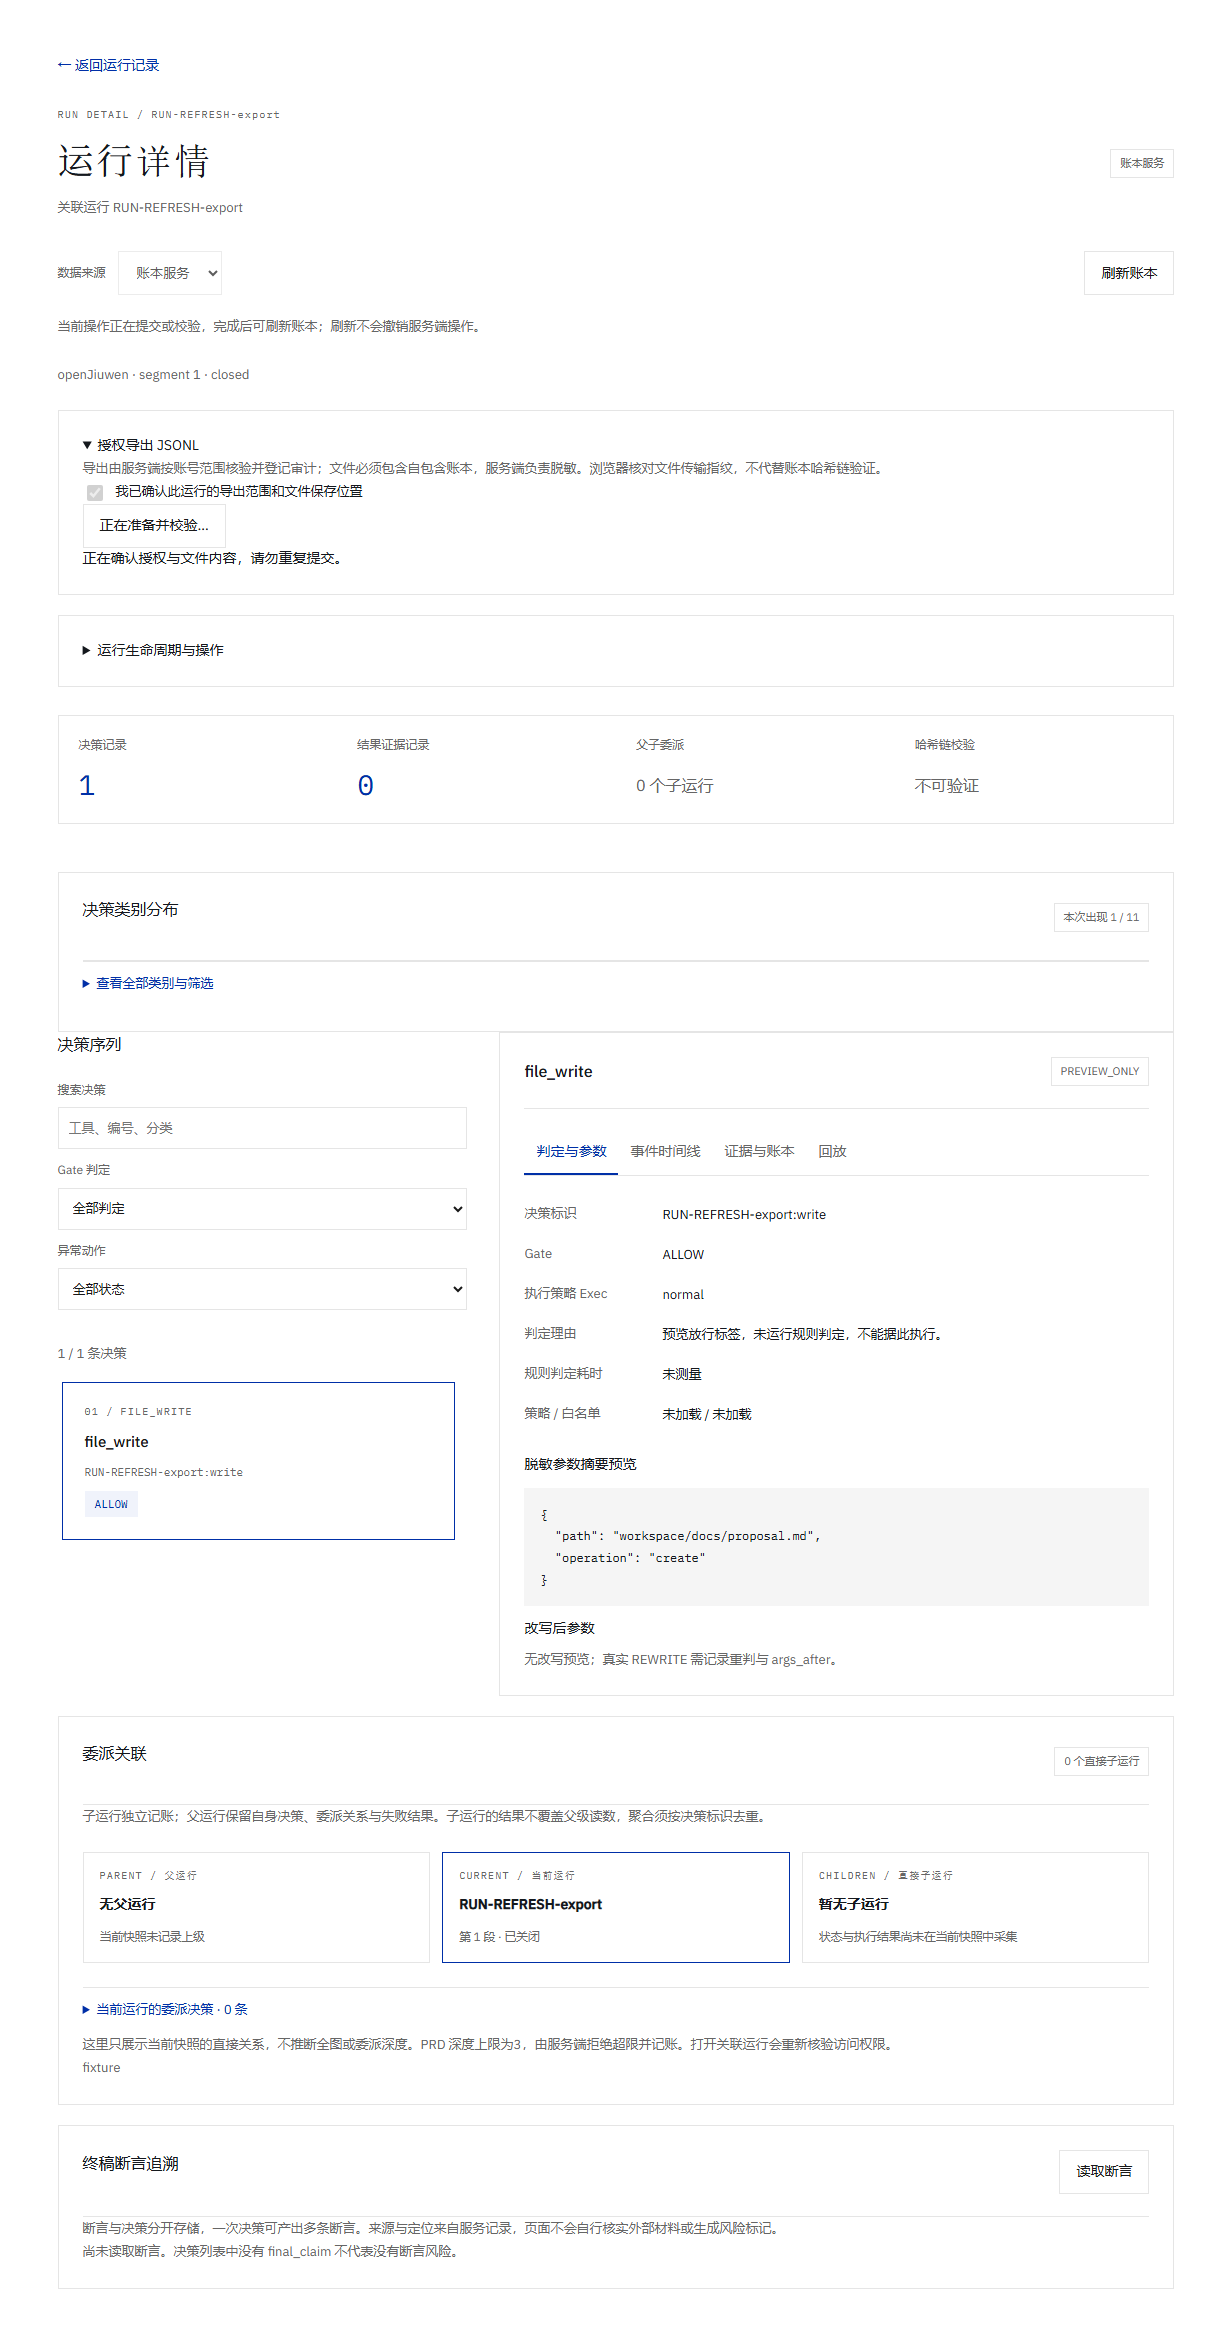 ← 返回运行记录
RUN DETAIL / RUN-REFRESH-export
运行详情
账本服务
关联运行 RUN-REFRESH-export
数据来源
账本服务
刷新账本
当前操作正在提交或校验，完成后可刷新账本；刷新不会撤销服务端操作。
openJiuwen · segment 1 · closed
▼ 授权导出 JSONL
导出由服务端按账号范围核验并登记审计；文件必须包含自包含账本，服务端负责脱敏。浏览器核对文件传输指纹，不代替账本哈希链验证。
我已确认此运行的导出范围和文件保存位置
正在准备并校验...
正在确认授权与文件内容，请勿重复提交。
▶ 运行生命周期与操作
决策记录
1
结果证据记录
0
父子委派
0 个子运行
哈希链校验
不可验证
决策类别分布
本次出现 1 / 11
▶ 查看全部类别与筛选
决策序列
搜索决策
工具、编号、分类
Gate 判定
全部判定
异常动作
全部状态
1 / 1 条决策
01 / FILE_WRITE
file_write
RUN-REFRESH-export:write
ALLOW
file_write
PREVIEW_ONLY
判定与参数 事件时间线 证据与账本 回放
决策标识 RUN-REFRESH-export:write
Gate ALLOW
执行策略 Exec normal
判定理由 预览放行标签，未运行规则判定，不能据此执行。
规则判定耗时 未测量
策略 / 白名单 未加载 / 未加载
脱敏参数摘要预览
{
"path": "workspace/docs/proposal.md",
"operation": "create"
}
改写后参数
无改写预览；真实 REWRITE 需记录重判与 args_after。
委派关联
0 个直接子运行
子运行独立记账；父运行保留自身决策、委派关系与失败结果。子运行的结果不覆盖父级读数，聚合须按决策标识去重。
PARENT / 父运行
无父运行
当前快照未记录上级
CURRENT / 当前运行
RUN-REFRESH-export
第 1 段 · 已关闭
CHILDREN / 直接子运行
暂无子运行
状态与执行结果尚未在当前快照中采集
▶ 当前运行的委派决策 · 0 条
这里只展示当前快照的直接关系，不推断全图或委派深度。PRD 深度上限为3，由服务端拒绝超限并记账。打开关联运行会重新核验访问权限。
fixture
终稿断言追溯
读取断言
断言与决策分开存储，一次决策可产出多条断言。来源与定位来自服务记录，页面不会自行核实外部材料或生成风险标记。
尚未读取断言。决策列表中没有 final_claim 不代表没有断言风险。